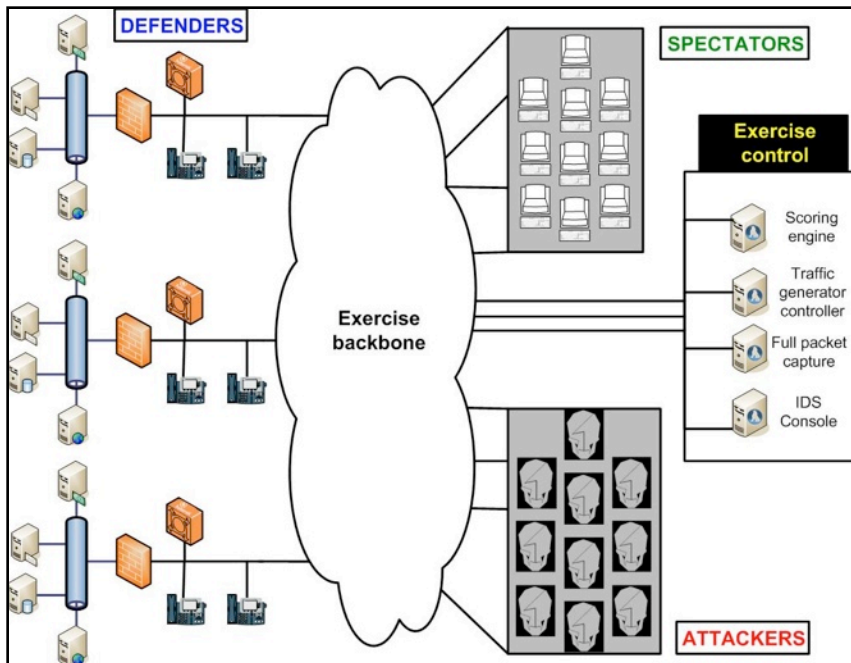 DEFENDERS
SPECTATORS
Exercise
control
Scoring
engine
Traffic
generator
controller
Full packet
capture
IDS
Console
Exercise
backbone
ATTACKERS